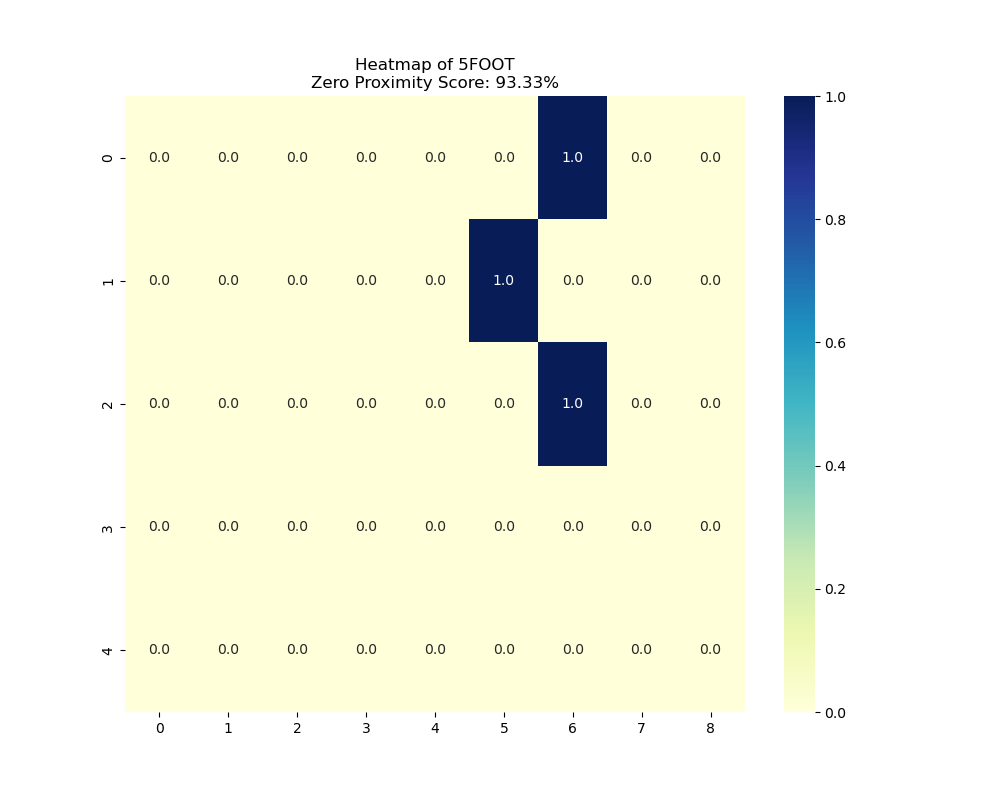 Heatmap of 5FOOT
Zero Proximity Score: 93.33%
0 0.0 0.0 0.0 0.0 0.0 0.0 1.0 0.0 0.0
1 0.0 0.0 0.0 0.0 0.0 1.0 0.0 0.0 0.0
2 0.0 0.0 0.0 0.0 0.0 0.0 1.0 0.0 0.0
3 0.0 0.0 0.0 0.0 0.0 0.0 0.0 0.0 0.0
4 0.0 0.0 0.0 0.0 0.0 0.0 0.0 0.0 0.0
0 1 2 3 4 5 6 7 8
1.0
0.8
0.6
0.4
0.2
0.0